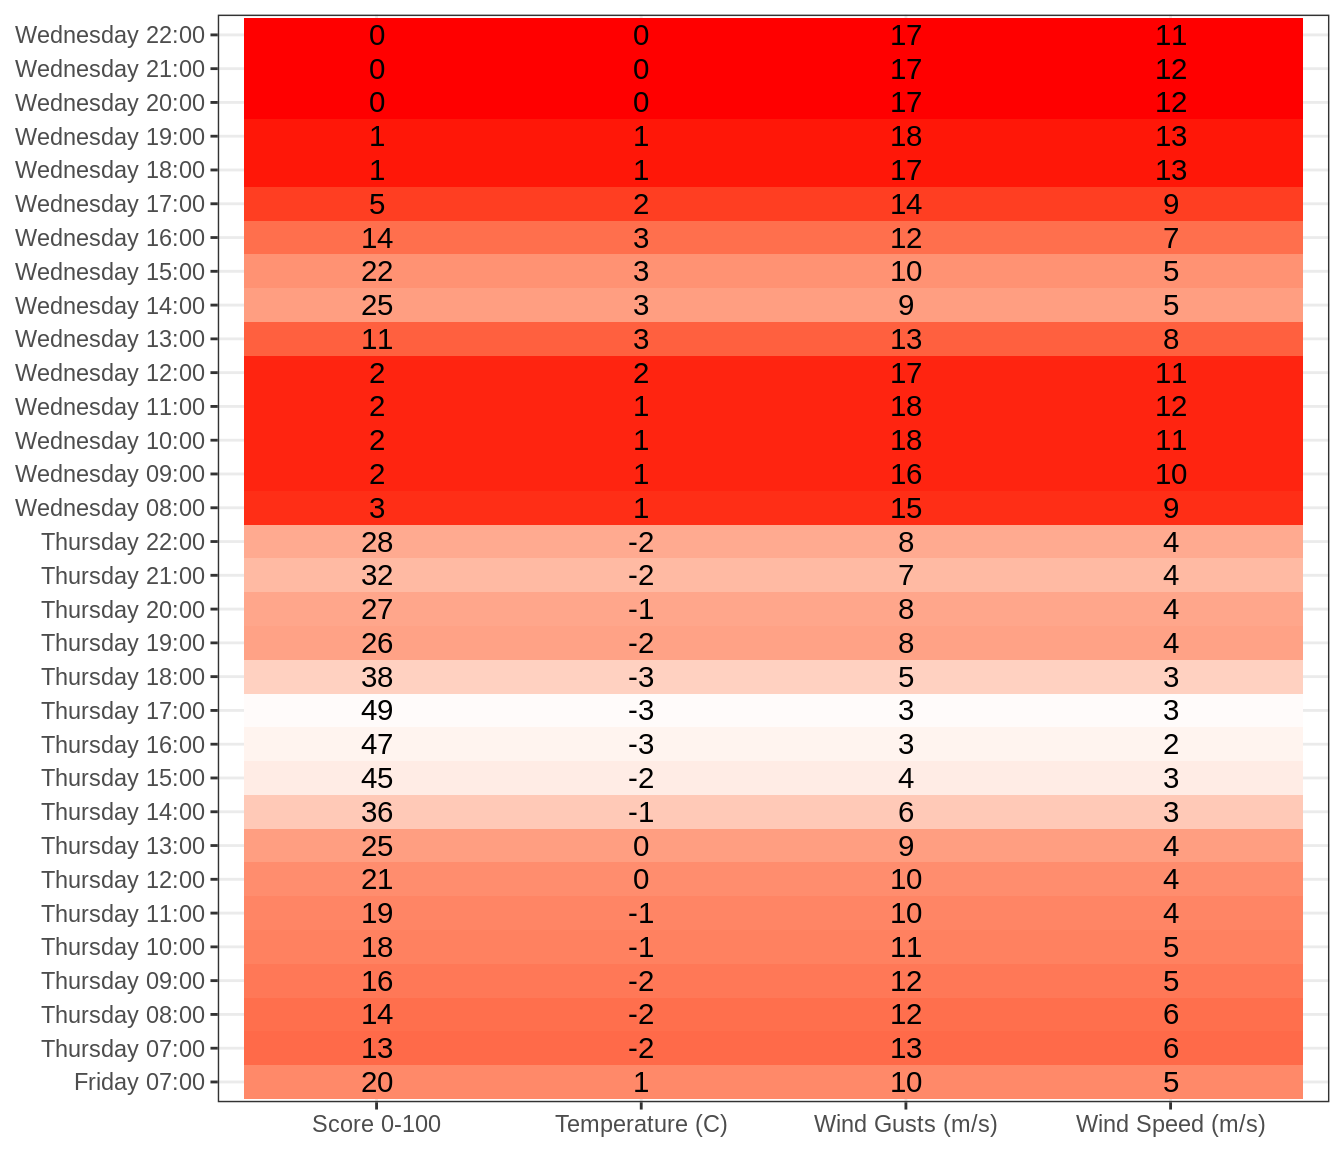 Wednesday 22:00 0 0 17 11
Wednesday 21:00 0 0 17 12
Wednesday 20:00 0 0 17 12
Wednesday 19:00 1 1 18 13
Wednesday 18:00 1 1 17 13
Wednesday 17:00 5 2 14 9
Wednesday 16:00 14 3 12 7
Wednesday 15:00 22 3 10 5
Wednesday 14:00 25 3 9 5
Wednesday 13:00 11 3 13 8
Wednesday 12:00 2 2 17 11
Wednesday 11:00 2 1 18 12
Wednesday 10:00 2 1 18 11
Wednesday 09:00 2 1 16 10
Wednesday 08:00 3 1 15 9
Thursday 22:00 28 -2 8 4
Thursday 21:00 32 -2 7 4
Thursday 20:00 27 -1 8 4
Thursday 19:00 26 -2 8 4
Thursday 18:00 38 -3 5 3
Thursday 17:00 49 -3 3 3
Thursday 16:00 47 -3 3 2
Thursday 15:00 45 -2 4 3
Thursday 14:00 36 -1 6 3
Thursday 13:00 25 0 9 4
Thursday 12:00 21 0 10 4
Thursday 11:00 19 -1 10 4
Thursday 10:00 18 -1 11 5
Thursday 09:00 16 -2 12 5
Thursday 08:00 14 -2 12 6
Thursday 07:00 13 -2 13 6
Friday 07:00 20 1 10 5
Score 0-100 Temperature (C) Wind Gusts (m/s) Wind Speed (m/s)